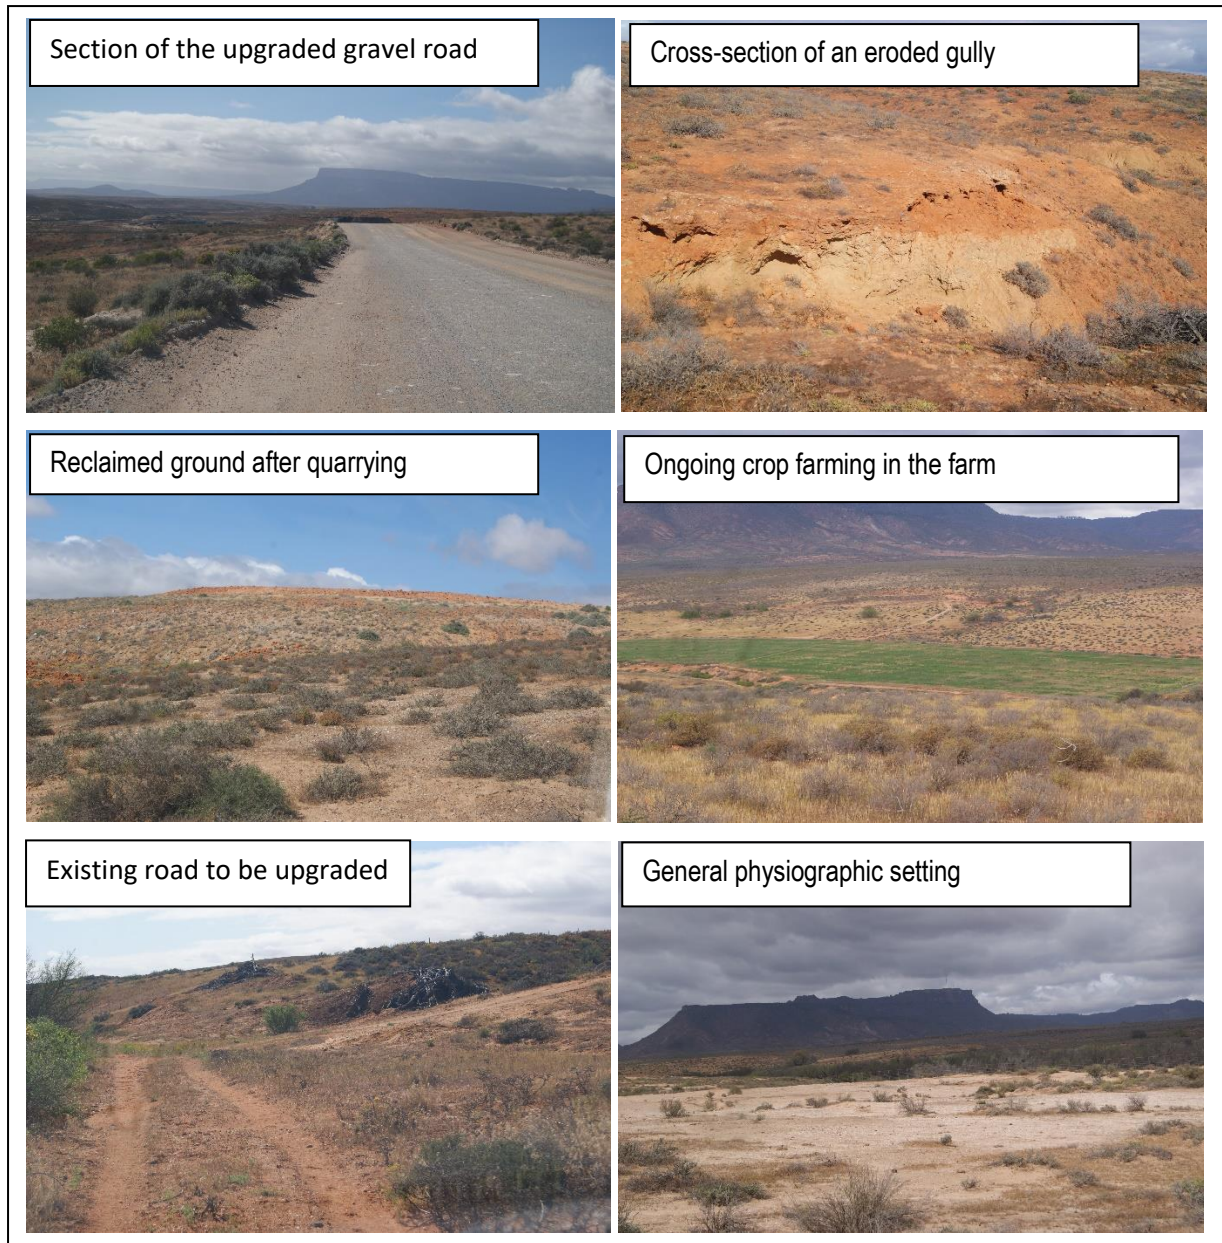 Section of the upgraded gravel road
Cross-section of an eroded gully
Reclaimed ground after quarrying
Ongoing crop farming in the farm
Existing road to be upgraded
General physiographic setting